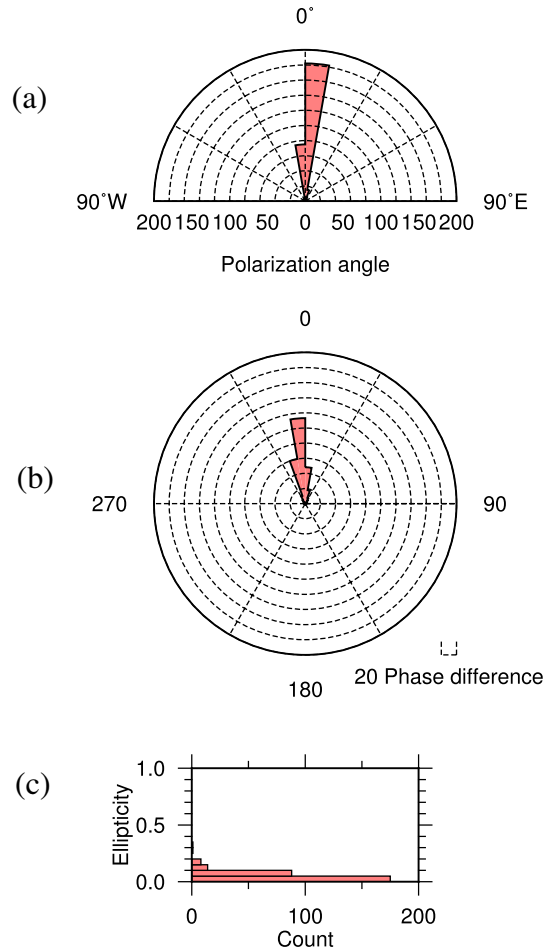 0˚
(a)
90˚W
90˚E
200 150 100 50 0 50 100 150 200
Polarization angle
0
(b)
270
90
20 Phase difference
180
(c)
1.0
0.5
0.0
Ellipticity
0 100 200
Count